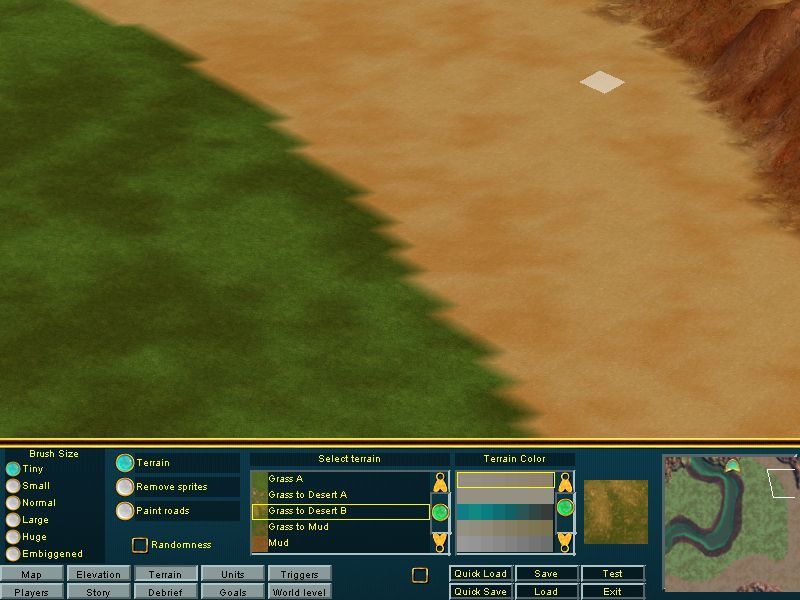 Brush Size
Tiny
Small
Normal
Large
Huge
Embiggened
Terrain
Remove sprites
Paint roads
Randomness
Select terrain
Grass A
Grass to Desert A
Grass to Desert B
Grass to Mud
Mud
Terrain Color
Map Elevation Terrain Units Triggers
Players Story Debrief Goals World level
Quick Load Save Test
Quick Save Load Exit